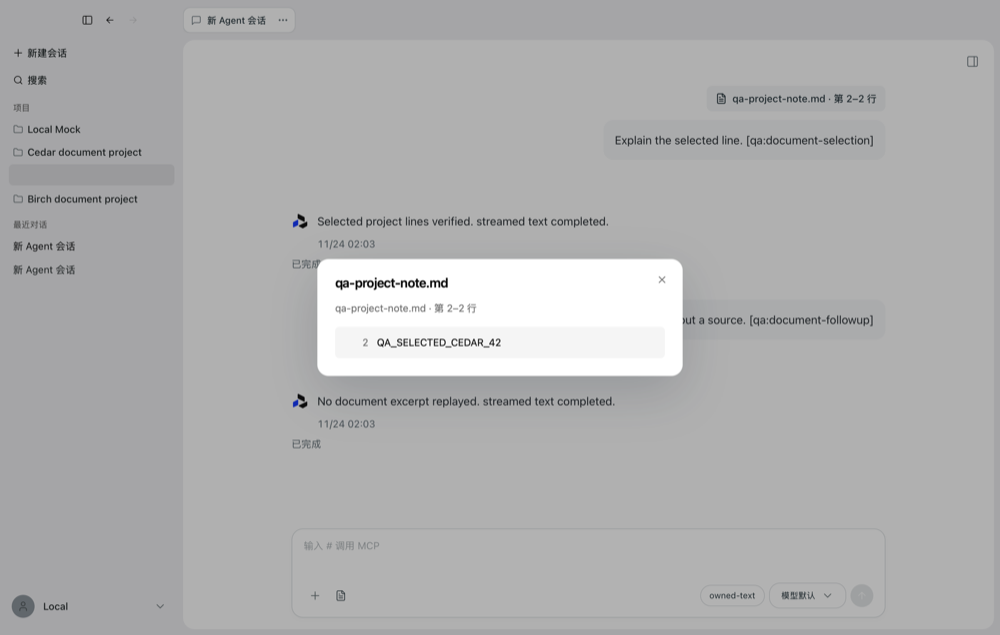 新 Agent 会话
新建会话
搜索
项目
Local Mock
Cedar document project
Birch document project
最近对话
新 Agent 会话
新 Agent 会话
Local
qa-project-note.md · 第 2–2 行
Explain the selected line. [qa:document-selection]
Selected project lines verified. streamed text completed.
11/24 02:03
已完成
qa-project-note.md
qa-project-note.md · 第 2–2 行
2 QA_SELECTED_CEDAR_42
out a source. [qa:document-followup]
No document excerpt replayed. streamed text completed.
11/24 02:03
已完成
输入 # 调用 MCP
owned-text
模型默认